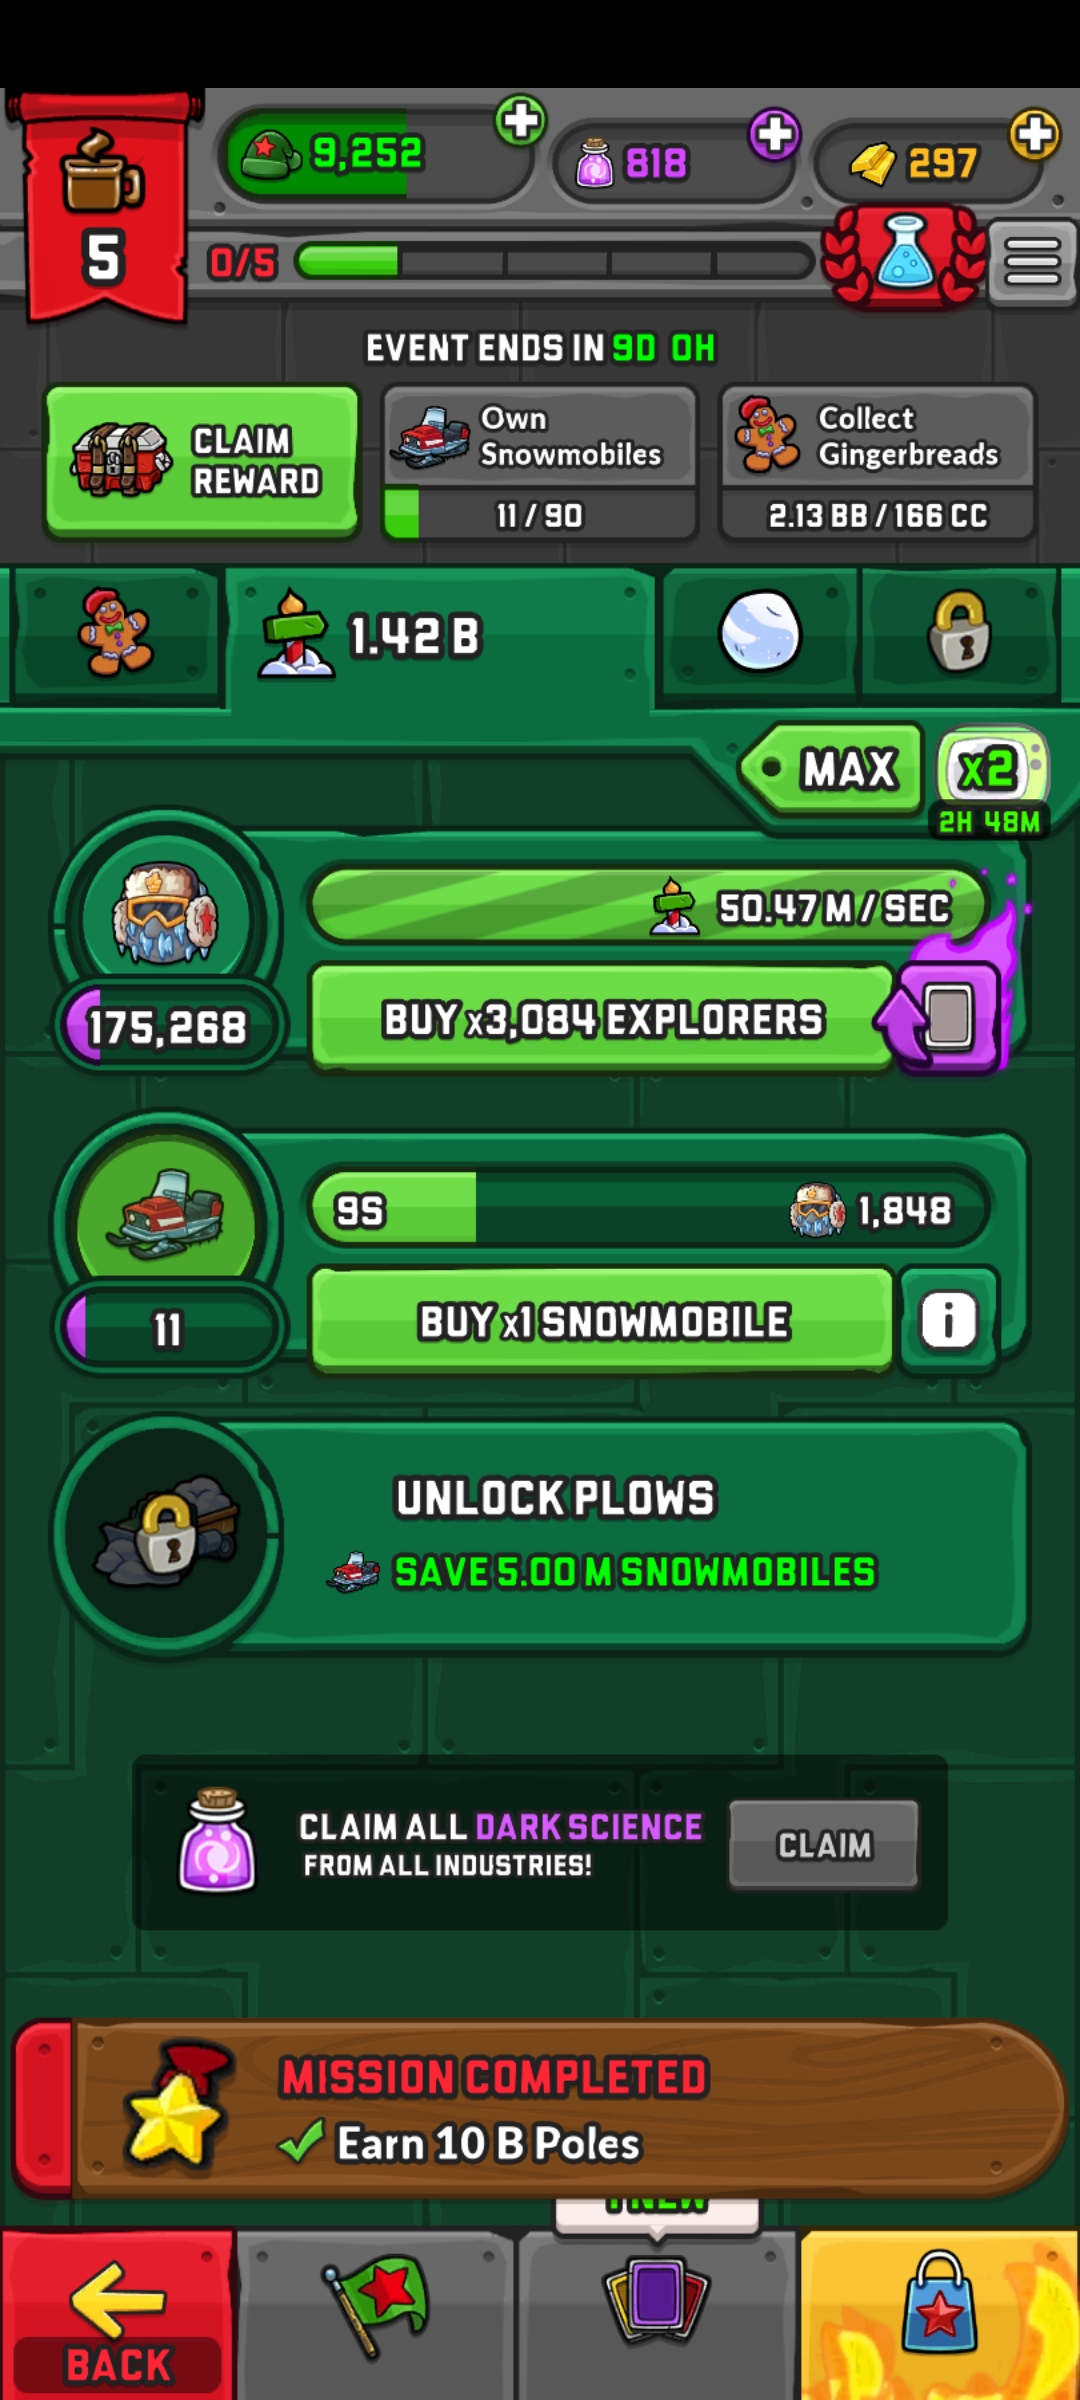 9,252
818
297
5
0/5
EVENT ENDS IN 9D 0H
CLAIM
REWARD
Own
Snowmobiles
11 / 90
Collect
Gingerbreads
2.13 BB / 166 CC
1.42 B
MAX
x2
2H 48M
50.47 M / SEC
175,268
BUY x3,084 EXPLORERS
9S
1,848
11
BUY x1 SNOWMOBILE
i
UNLOCK PLOWS
SAVE 5.00 M SNOWMOBILES
CLAIM ALL DARK SCIENCE
FROM ALL INDUSTRIES!
CLAIM
MISSION COMPLETED
Earn 10 B Poles
NEW
BACK